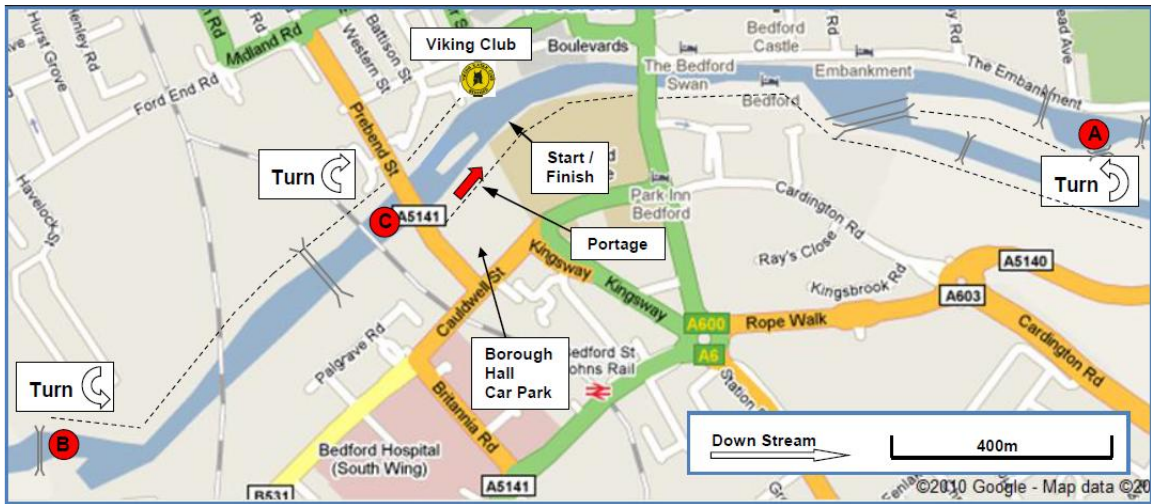 Hurst Grove
Henley Rd
Midland Rd
Battison St
Western St
Viking Club
Boulevards
Bedford
Castle
The Bedford
Swan
Embankment
The Embankment
Bedford
Ford End Rd
Prebend St
Havelock St
Turn
C
A5141
Start /
Finish
Park Inn
Bedford
Portage
A
Turn
Cardington Rd
Ray's Close
Kingsbrook Rd
A5140
A603
Cardington Rd
Kingsway
Kingsway
Cauldwell St
A600
A6
Rope Walk
Palgrave Rd
Borough
Hall
Car Park
Bedford St
Johns Rail
Turn
B
Britannia Rd
Bedford Hospital
(South Wing)
A5141
B531
Down Stream
400m
©2010 Google - Map data ©20